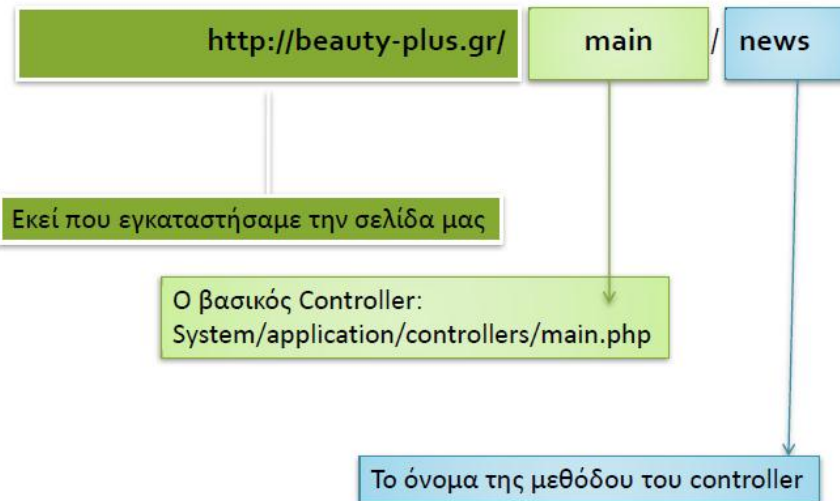 http://beauty-plus.gr/ main / news
Εκεί που εγκαταστήσαμε την σελίδα μας
Ο βασικός Controller:
System/application/controllers/main.php
Το όνομα της μεθόδου του controller